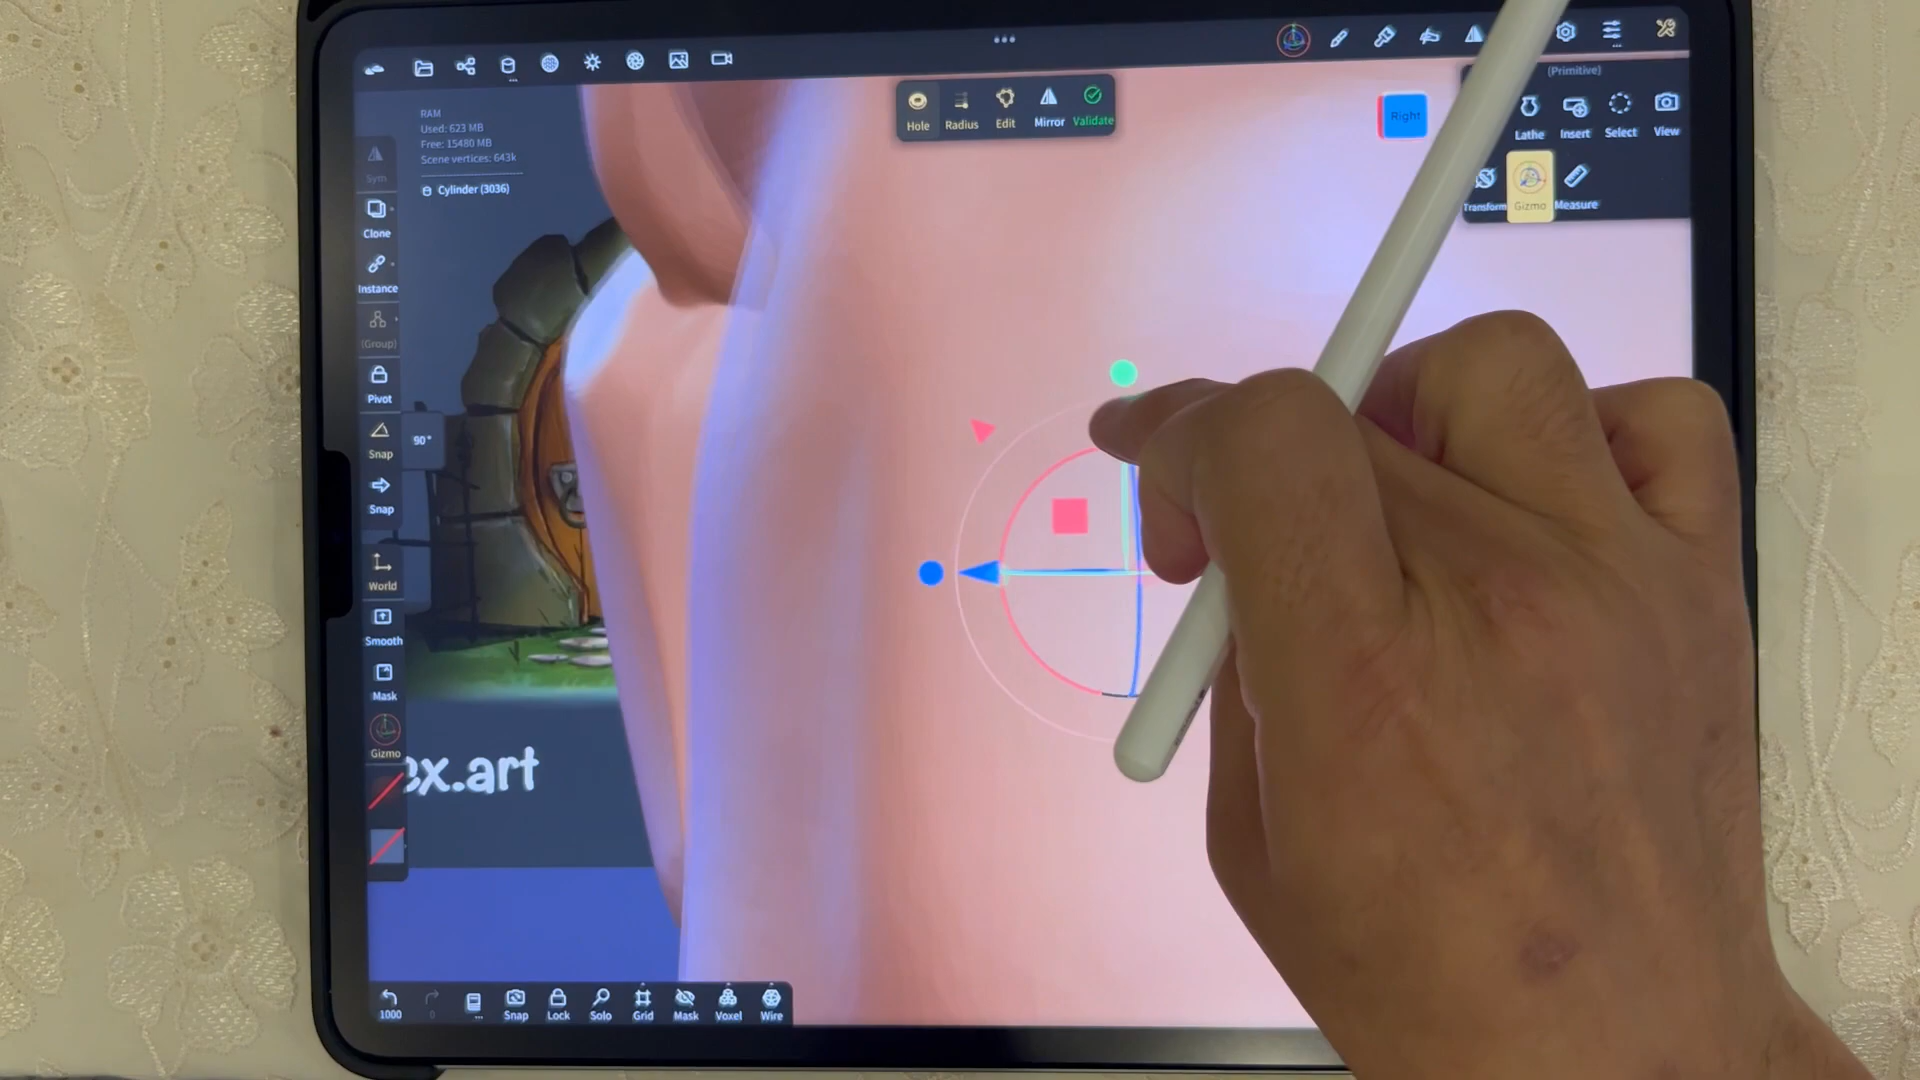 RAM
Used: 623 MB
Free: 15480 MB
Scene vertices: 643k
Cylinder (3036)
Hole
Radius
Edit
Mirror
Validate
Right
(Primitive)
Lathe
Insert
Select
View
Transform
Gizmo
Measure
Sym
Clone
Instance
(Group)
Pivot
Snap
90°
Snap
World
Smooth
Mask
Gizmo
ex.art
1000
0
Snap
Lock
Solo
Grid
Mask
Voxel
Wire